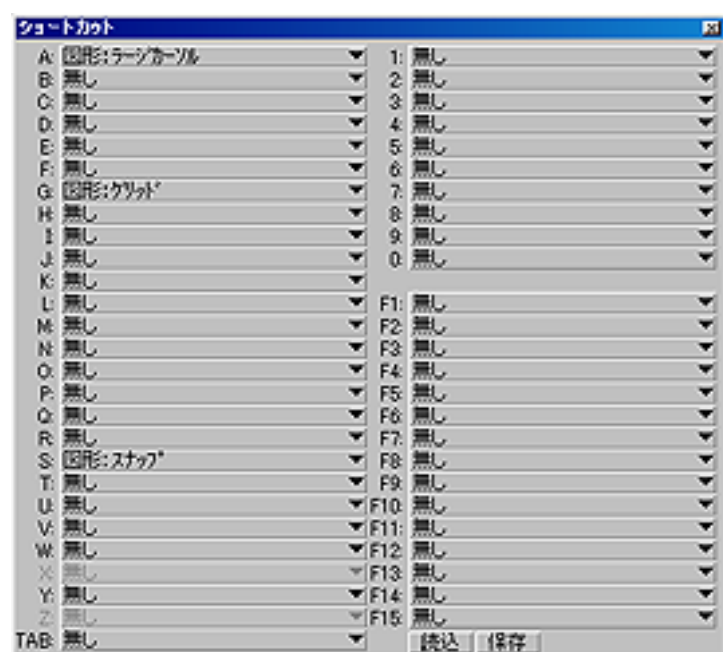 ショートカット
A: 図形:ラージカーソル
B: 無し
C: 無し
D: 無し
E: 無し
F: 無し
G: 図形:グリッド
H: 無し
I: 無し
J: 無し
K: 無し
L: 無し
M: 無し
N: 無し
O: 無し
P: 無し
Q: 無し
R: 無し
S: 図形:スナップ
T: 無し
U: 無し
V: 無し
W: 無し
X: 無し
Y: 無し
Z: 無し
TAB: 無し
1: 無し
2: 無し
3: 無し
4: 無し
5: 無し
6: 無し
7: 無し
8: 無し
9: 無し
0: 無し
F1: 無し
F2: 無し
F3: 無し
F4: 無し
F5: 無し
F6: 無し
F7: 無し
F8: 無し
F9: 無し
F10: 無し
F11: 無し
F12: 無し
F13: 無し
F14: 無し
F15: 無し
読込 保存